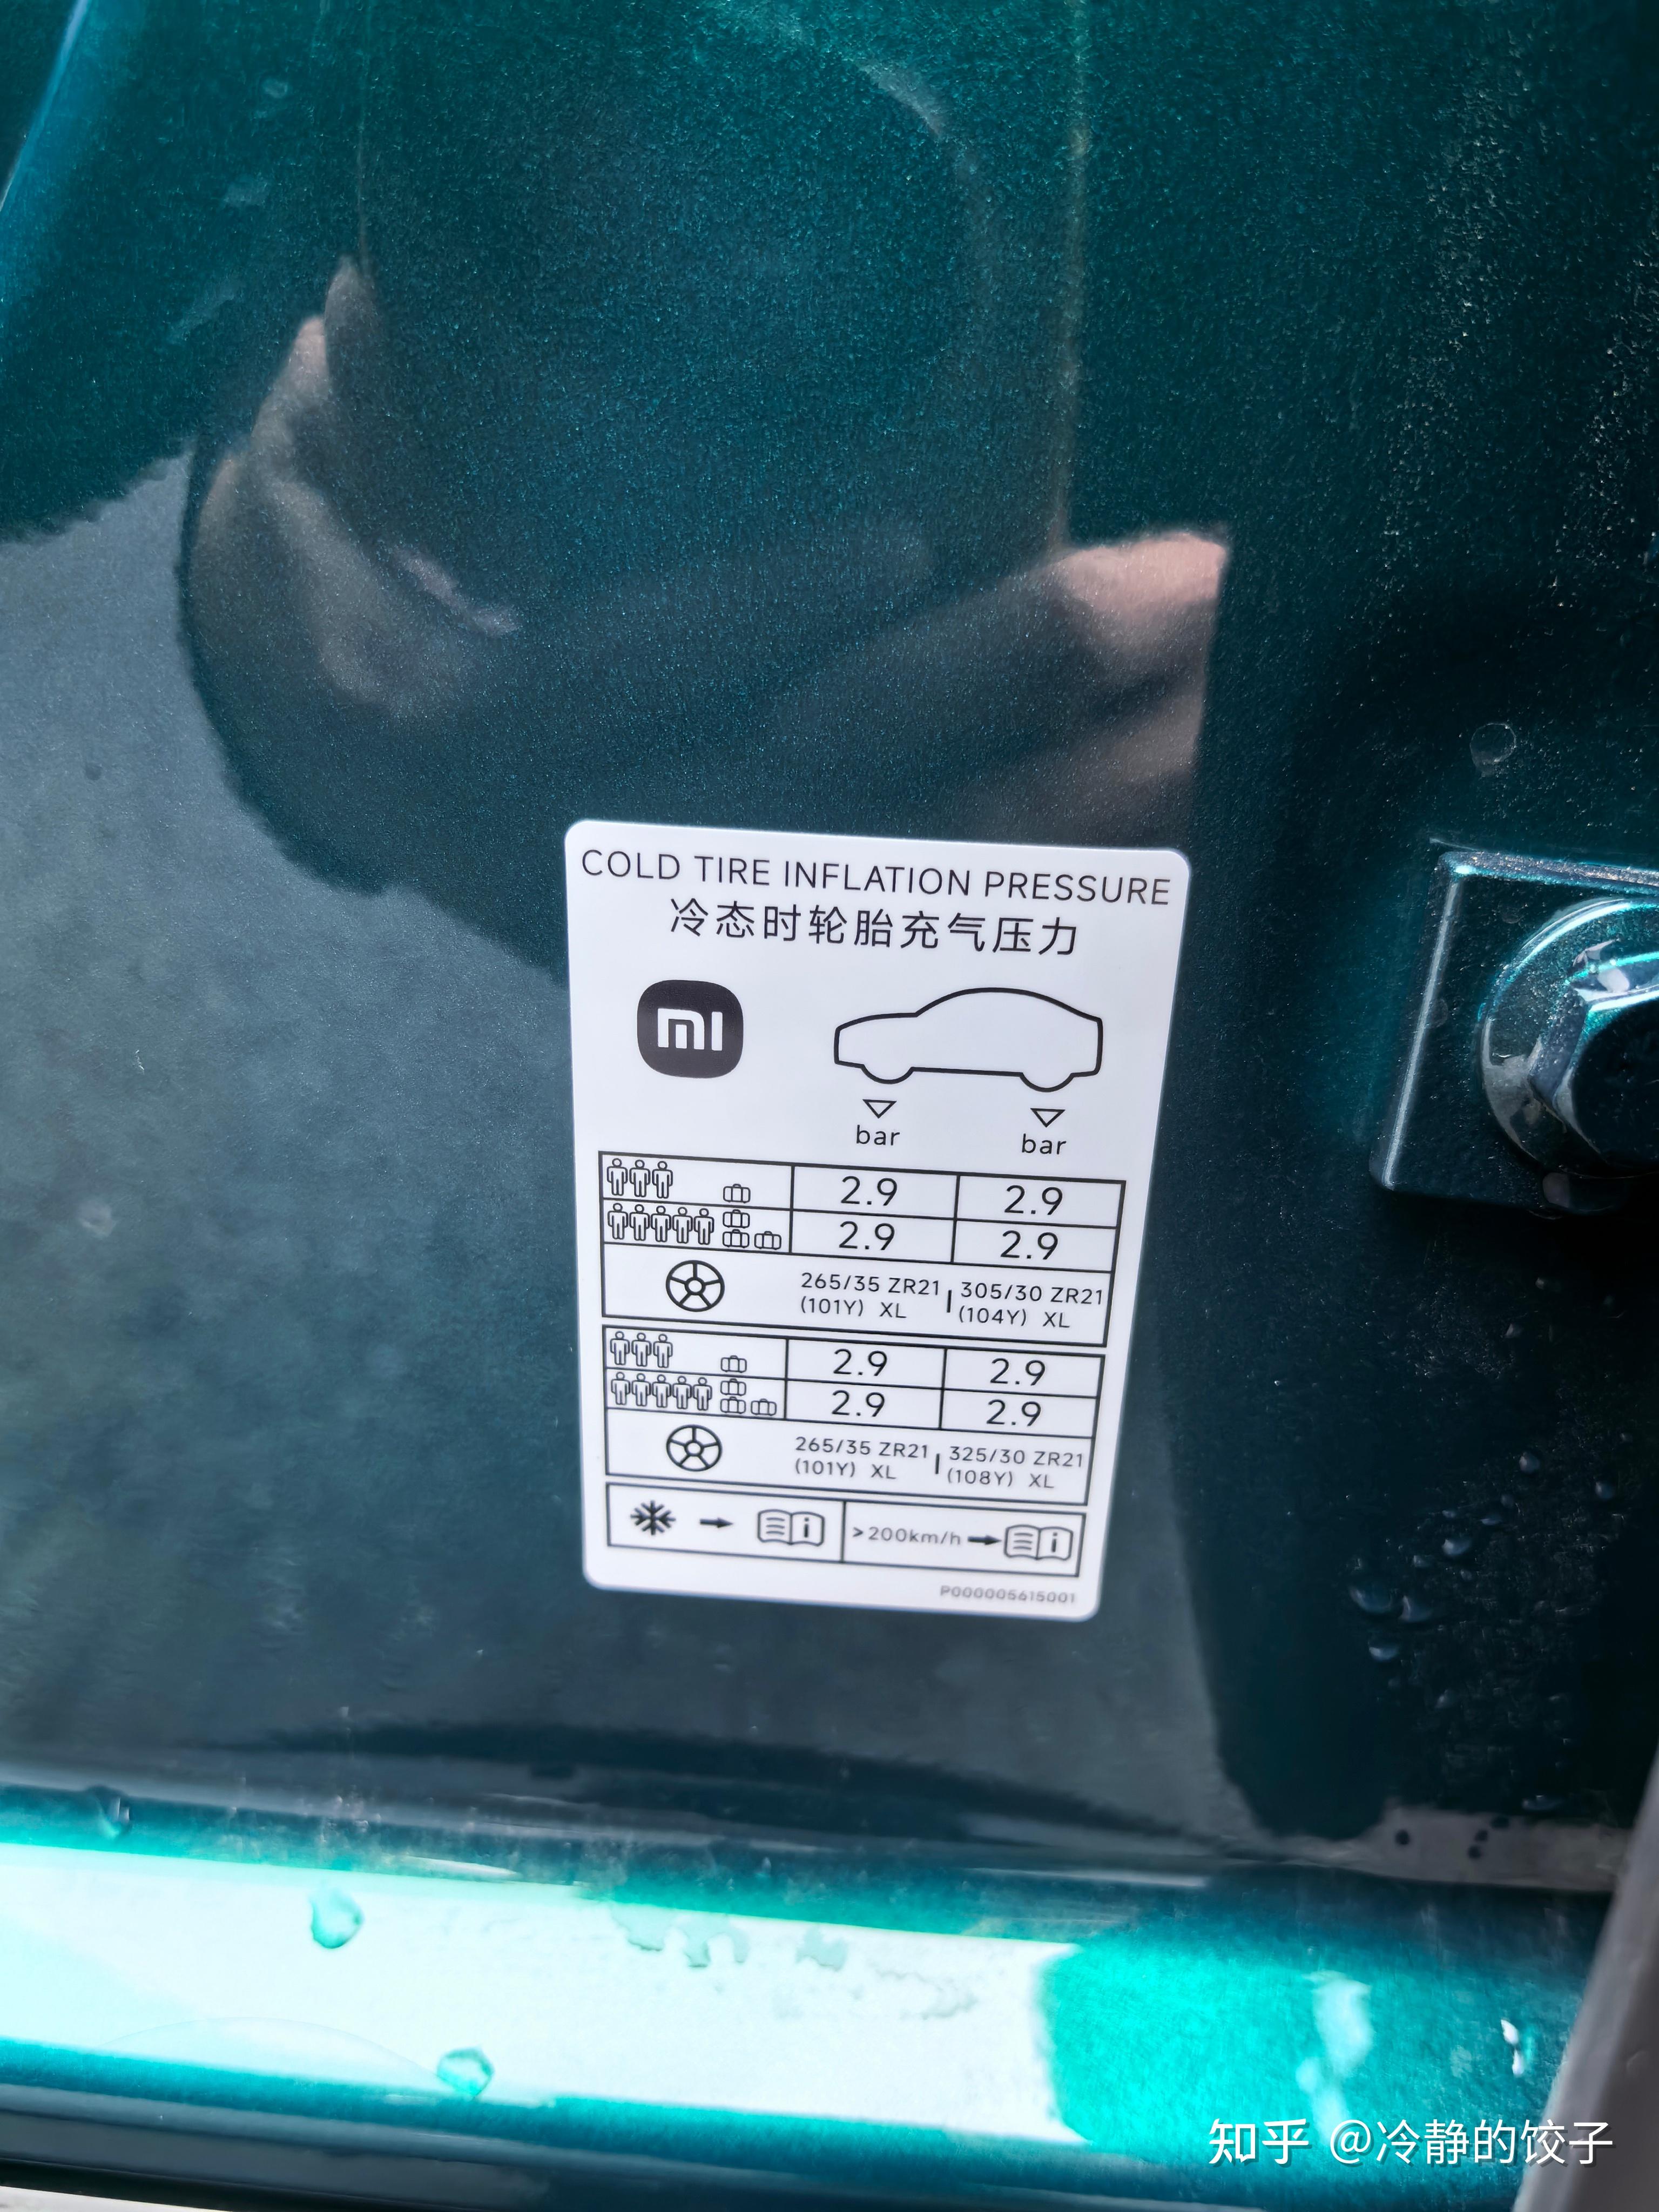 COLD TIRE INFLATION PRESSURE
冷态时轮胎充气压力
mi
bar bar
2.9 2.9
2.9 2.9
265/35 ZR21 | 305/30 ZR21
(101Y) XL (104Y) XL
2.9 2.9
2.9 2.9
265/35 ZR21 | 325/30 ZR21
(101Y) XL (108Y) XL
i >200km/h i
P000005615001
知乎 @冷静的饺子